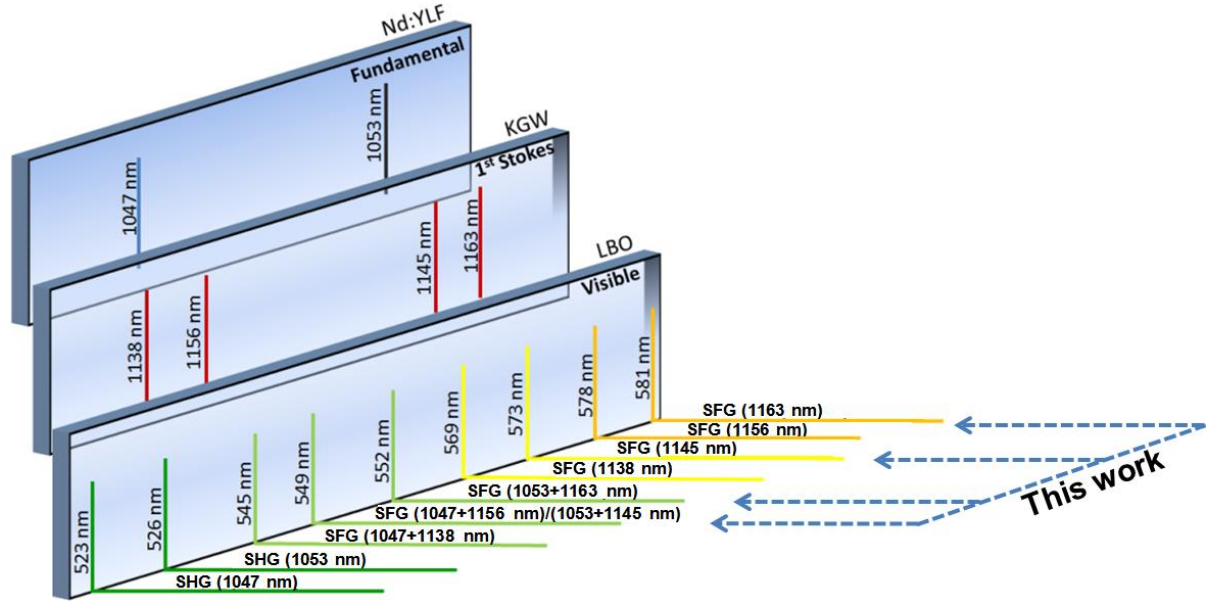 Nd:YLF
Fundamental
1047 nm
1053 nm
KGW
1st Stokes
1138 nm
1156 nm
1145 nm
1163 nm
LBO
Visible
523 nm
526 nm
545 nm
549 nm
552 nm
569 nm
573 nm
578 nm
581 nm
SFG (1163 nm)
SFG (1156 nm)
SFG (1145 nm)
SFG (1138 nm)
SFG (1053+1163 nm)
SFG (1047+1156 nm)/(1053+1145 nm)
SFG (1047+1138 nm)
SHG (1053 nm)
SHG (1047 nm)
This work